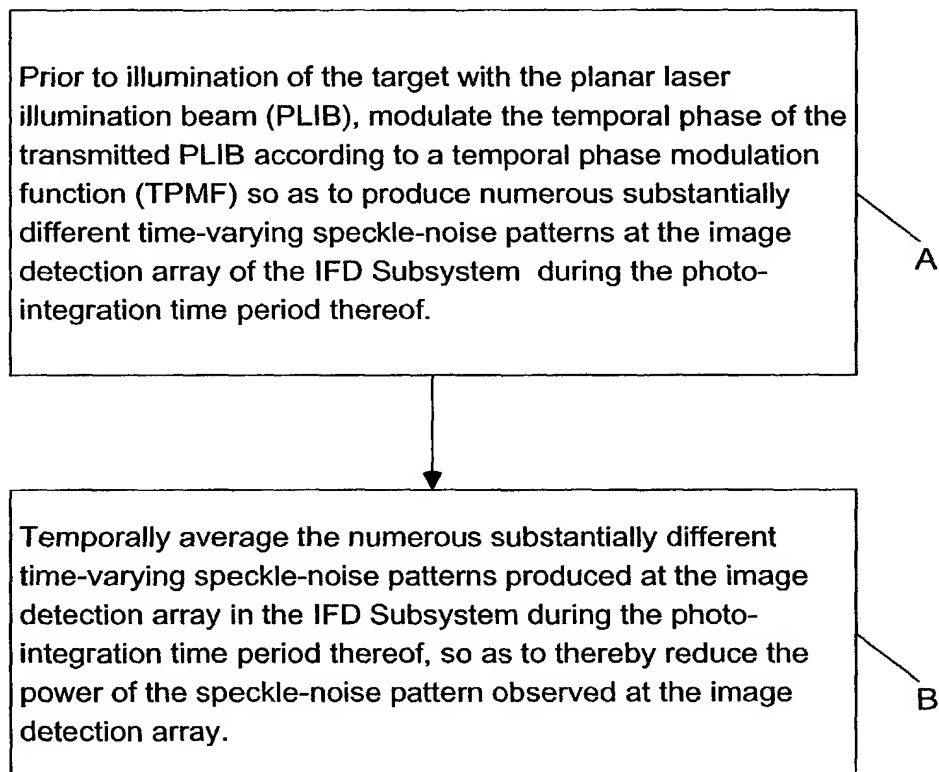 Prior to illumination of the target with the planar laser
illumination beam (PLIB), modulate the temporal phase of the
transmitted PLIB according to a temporal phase modulation
function (TPMF) so as to produce numerous substantially
different time-varying speckle-noise patterns at the image
detection array of the IFD Subsystem during the photo-
integration time period thereof.
A
Temporally average the numerous substantially different
time-varying speckle-noise patterns produced at the image
detection array in the IFD Subsystem during the photo-
integration time period thereof, so as to thereby reduce the
power of the speckle-noise pattern observed at the image
detection array.
B